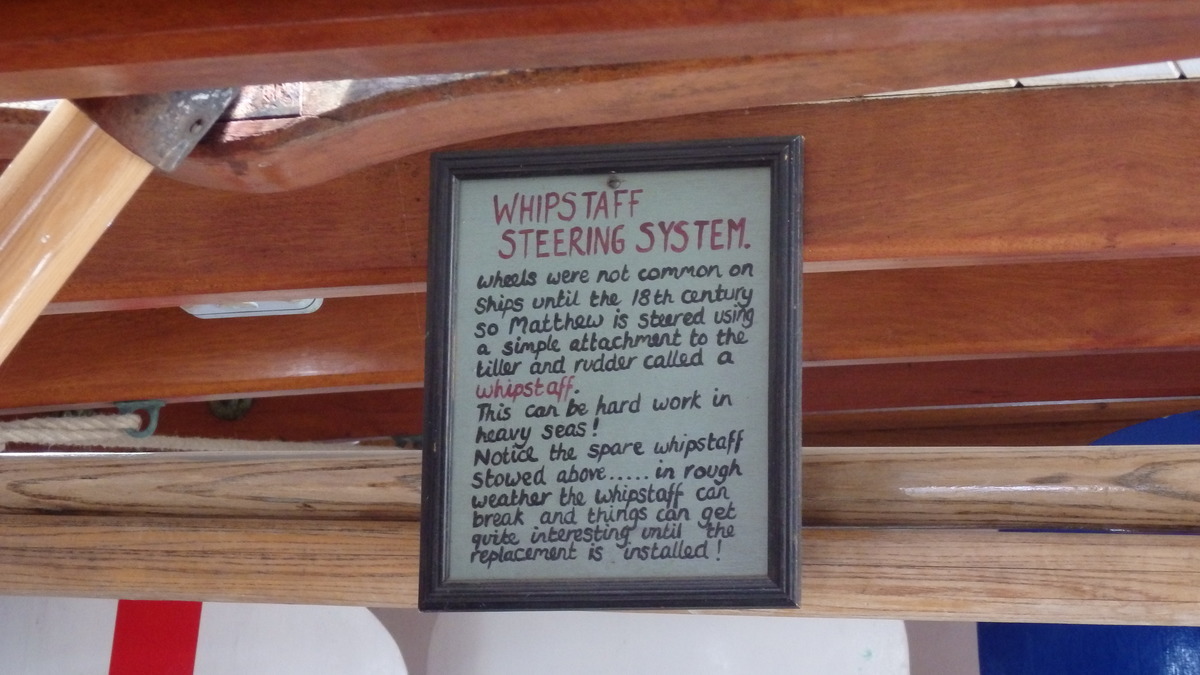 WHIPSTAFF
STEERING SYSTEM.
wheels were not common on
Ships until the 18th century
so Matthew is steered using
a simple attachment to the
tiller and rudder called a
whipstaff.
This can be hard work in
heavy seas!
Notice the spare whipstaff
Stowed above..... in rough
weather the whipstaff can
break and things can get
quite interesting until the
replacement is installed!